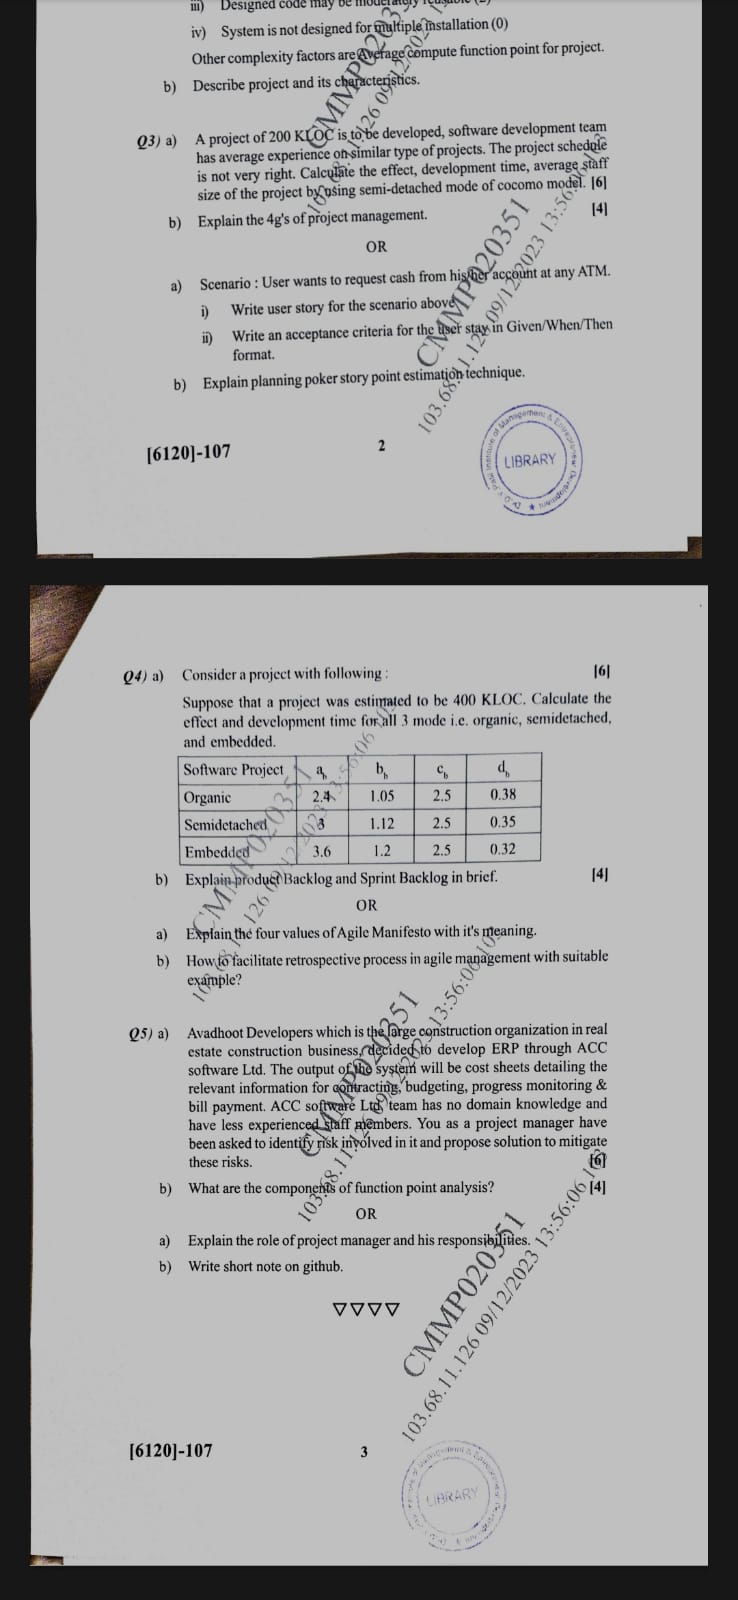 iii) Designed code may be moderately reusable (2)
iv) System is not designed for multiple installation (0)
Other complexity factors are Average compute function point for project.
b) Describe project and its characteristics.
Q3) a) A project of 200 KLOC is to be developed, software development team
has average experience on similar type of projects. The project schedule
is not very right. Calculate the effect, development time, average staff
size of the project by using semi-detached mode of cocomo model. [6]
b) Explain the 4g's of project management. [4]
OR
a) Scenario : User wants to request cash from his/her account at any ATM.
i) Write user story for the scenario above
ii) Write an acceptance criteria for the user stay in Given/When/Then
format.
b) Explain planning poker story point estimation technique.
[6120]-107 2
LIBRARY
CMMP020351
103.68.11.126 09/12/2023 13:56:06
Q4) a) Consider a project with following : [6]
Suppose that a project was estimated to be 400 KLOC. Calculate the
effect and development time for all 3 mode i.e. organic, semidetached,
and embedded.
Software Project a_b b_b c_b d_b
Organic 2.4 1.05 2.5 0.38
Semidetached 3 1.12 2.5 0.35
Embedded 3.6 1.2 2.5 0.32
b) Explain product Backlog and Sprint Backlog in brief. [4]
OR
a) Explain the four values of Agile Manifesto with it's meaning.
b) How to facilitate retrospective process in agile management with suitable
example?
Q5) a) Avadhoot Developers which is the large construction organization in real
estate construction business, decided to develop ERP through ACC
software Ltd. The output of the system will be cost sheets detailing the
relevant information for contracting, budgeting, progress monitoring &
bill payment. ACC software Ltd team has no domain knowledge and
have less experienced staff members. You as a project manager have
been asked to identify risk involved in it and propose solution to mitigate
these risks. [6]
b) What are the components of function point analysis? [4]
OR
a) Explain the role of project manager and his responsibilities.
b) Write short note on github.
▽▽▽▽
CMMP020351
103.68.11.126 09/12/2023 13:56:06
[6120]-107 3
LIBRARY